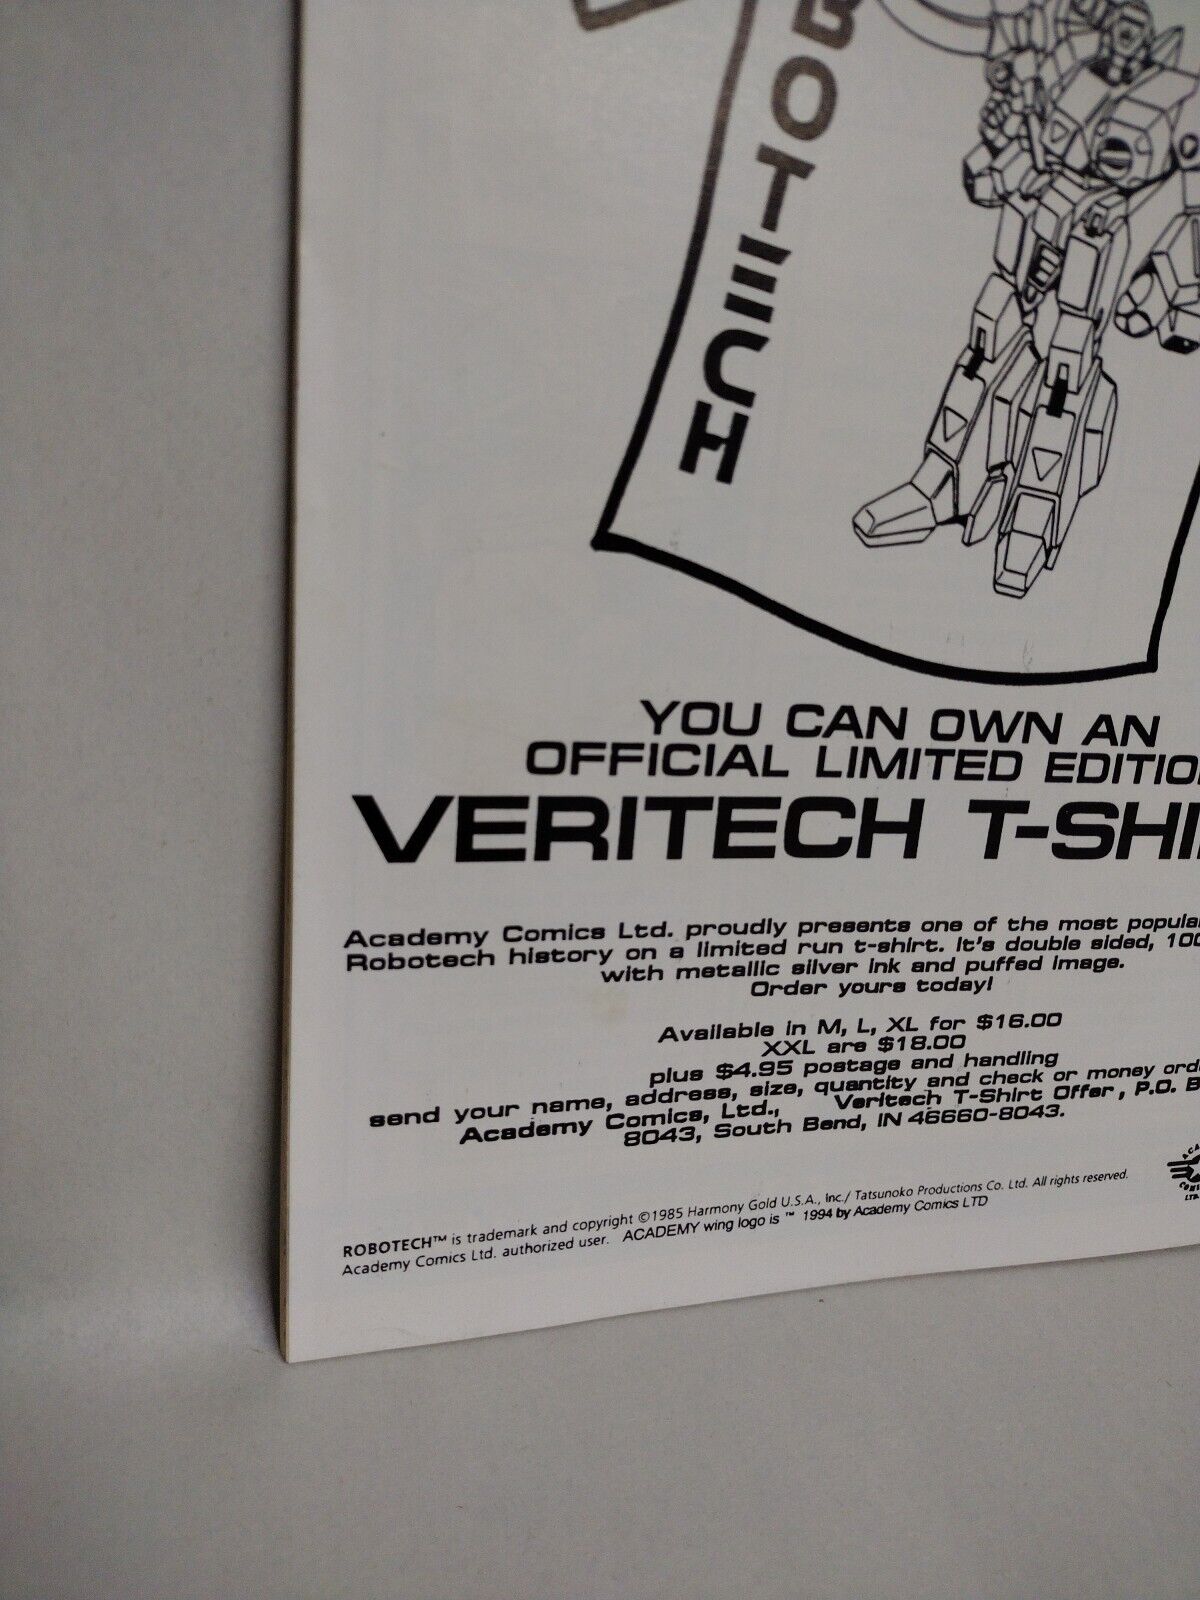 BOTECH
YOU CAN OWN AN
OFFICIAL LIMITED EDITIO
VERITECH T-SHI
Academy Comics Ltd. proudly presents one of the most popula
Robotech history on a limited run t-shirt. It's double sided, 100
with metallic silver ink and puffed image.
Order yours today!
Available in M, L, XL for $16.00
XXL are $18.00
plus $4.95 postage and handling
send your name, address, size, quantity and check or money ord
Academy Comics, Ltd., Veritech T-Shirt Offer, P.O. B
8043, South Bend, IN 46660-8043.
ROBOTECH™ is trademark and copyright ©1985 Harmony Gold U.S.A., Inc./ Tatsunoko Productions Co. Ltd. All rights reserved.
Academy Comics Ltd. authorized user. ACADEMY wing logo is ™ 1994 by Academy Comics LTD